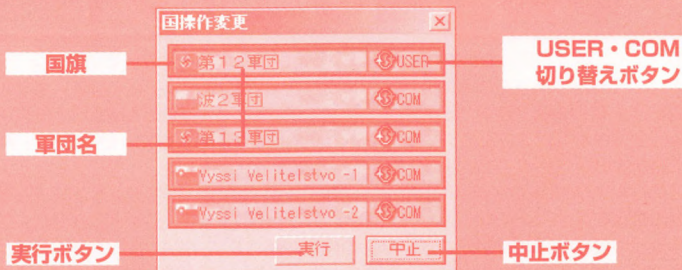 国操作変更
国旗
第12軍団
USER
USER・COM
切り替えボタン
波2軍団
COM
軍団名
第13軍団
COM
Vyssi Velitelstvo -1
COM
Vyssi Velitelstvo -2
COM
実行ボタン
実行
中止
中止ボタン